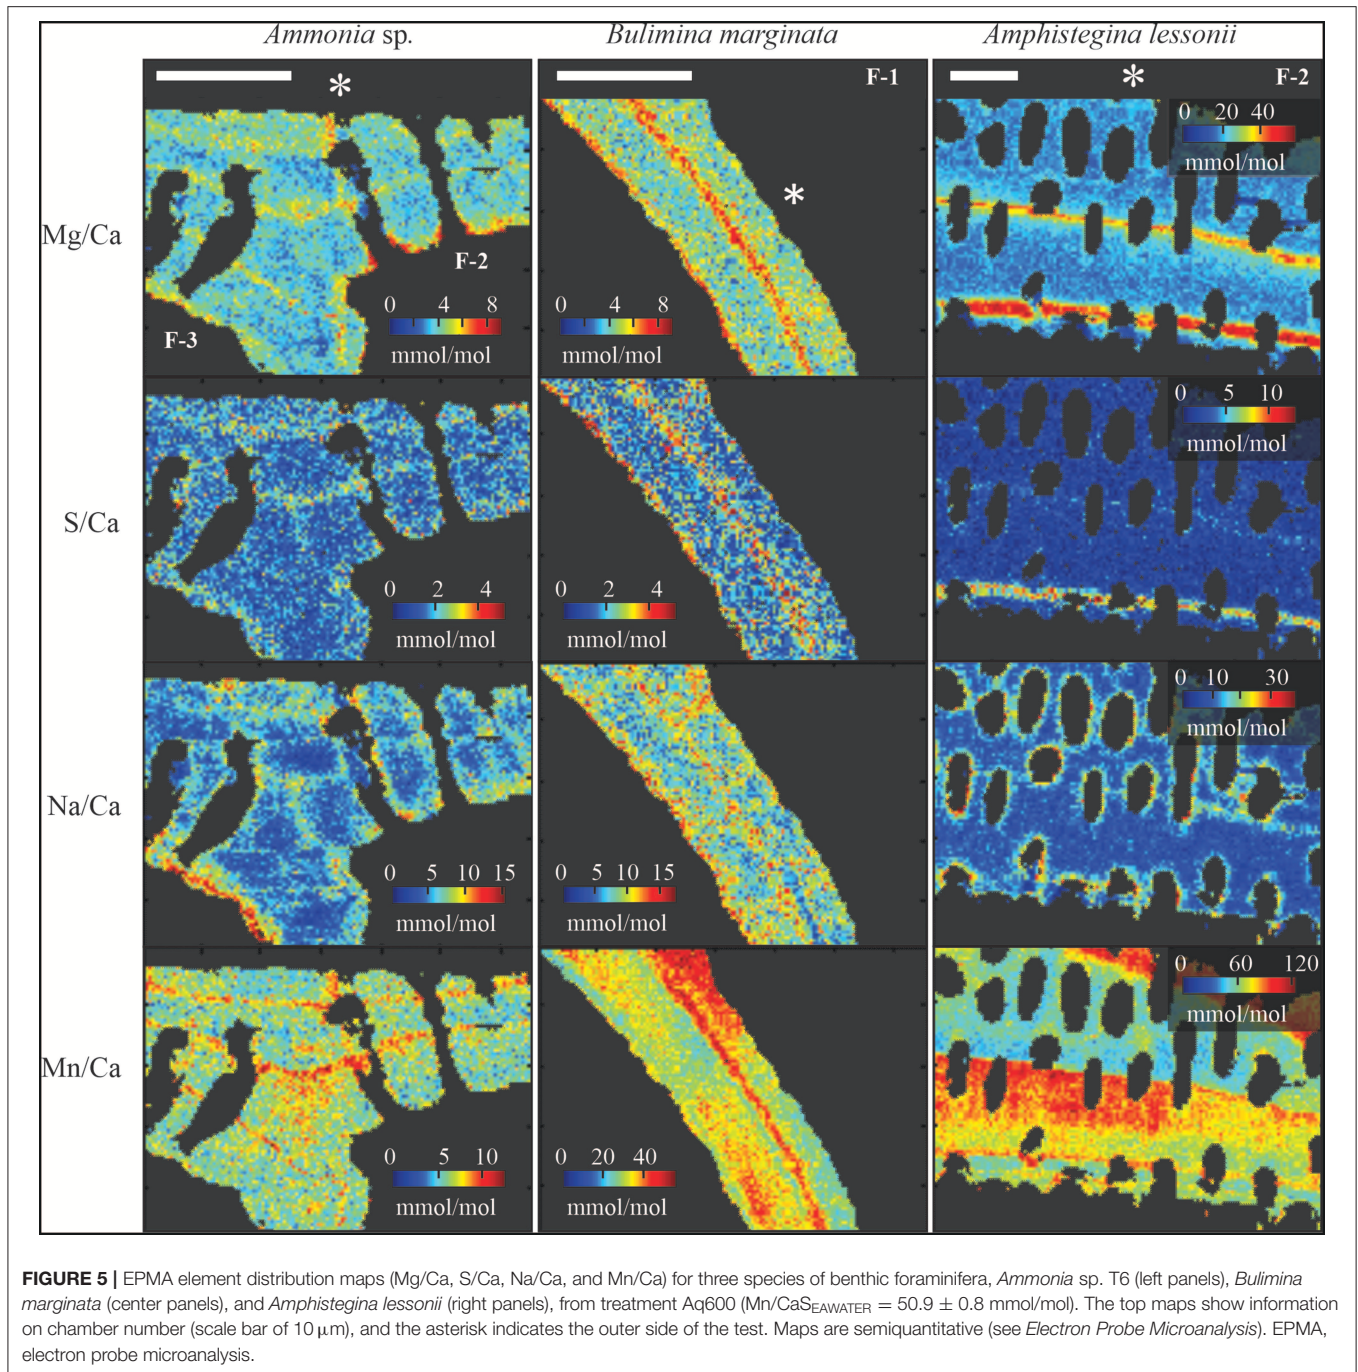 Ammonia sp. Bulimina marginata Amphistegina lessonii
* F-1 * F-2
0 20 40
mmol/mol
*
Mg/Ca
F-2
F-3
0 4 8
mmol/mol
0 4 8
mmol/mol
0 5 10
mmol/mol
S/Ca
0 2 4
mmol/mol
0 2 4
mmol/mol
0 10 30
mmol/mol
Na/Ca
0 5 10 15
mmol/mol
0 5 10 15
mmol/mol
0 60 120
mmol/mol
Mn/Ca
0 5 10
mmol/mol
0 20 40
mmol/mol
FIGURE 5 | EPMA element distribution maps (Mg/Ca, S/Ca, Na/Ca, and Mn/Ca) for three species of benthic foraminifera, Ammonia sp. T6 (left panels), Bulimina
marginata (center panels), and Amphistegina lessonii (right panels), from treatment Aq600 (Mn/CaSEAWATER = 50.9 ± 0.8 mmol/mol). The top maps show information
on chamber number (scale bar of 10 μm), and the asterisk indicates the outer side of the test. Maps are semiquantitative (see Electron Probe Microanalysis). EPMA,
electron probe microanalysis.